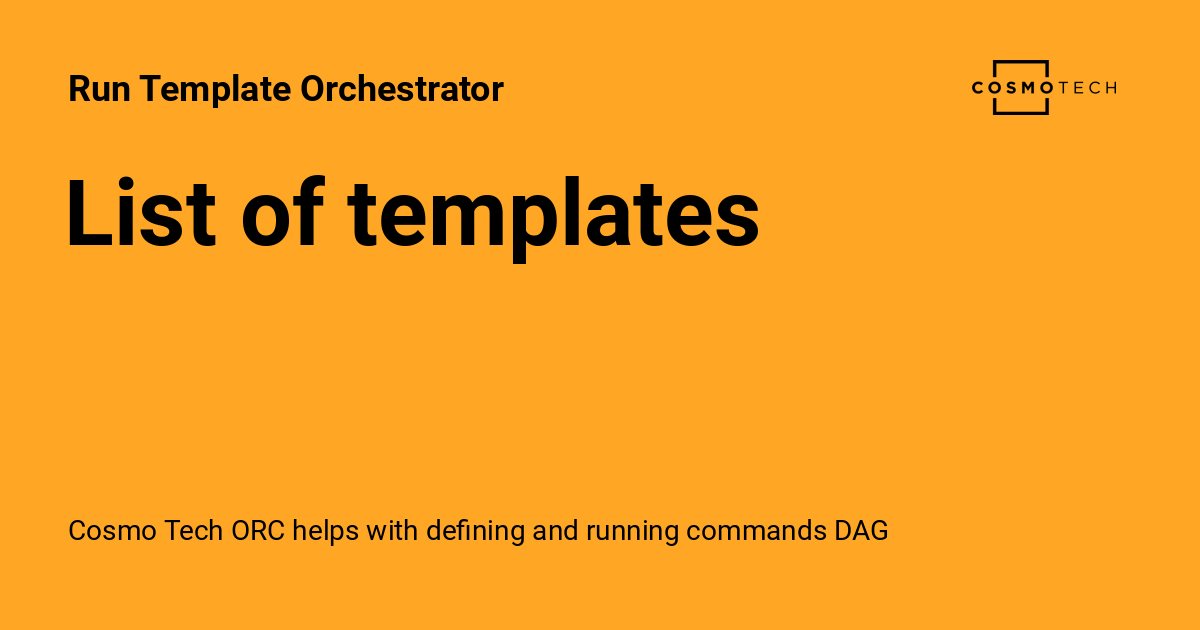 Run Template Orchestrator
COSMOTECH
List of templates
Cosmo Tech ORC helps with defining and running commands DAG